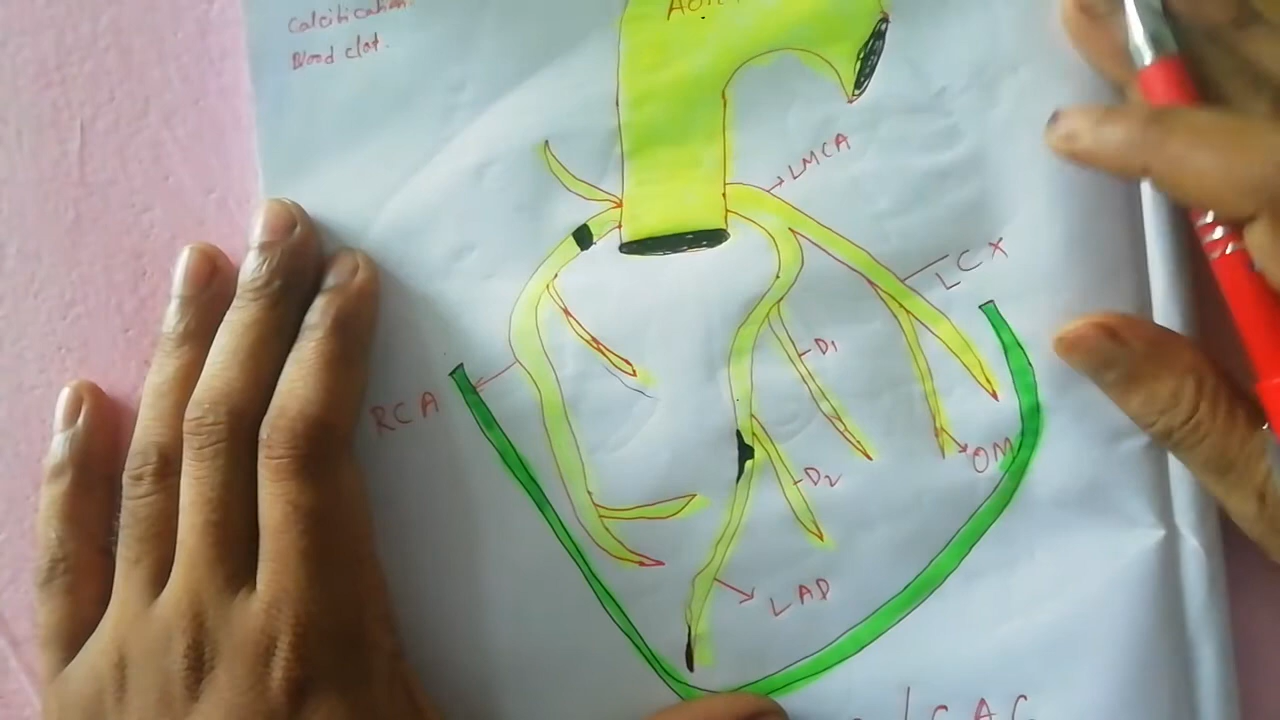 Calcification.
Blood clot.
LMCA
LCX
RCA
D1
OM
D2
LAD